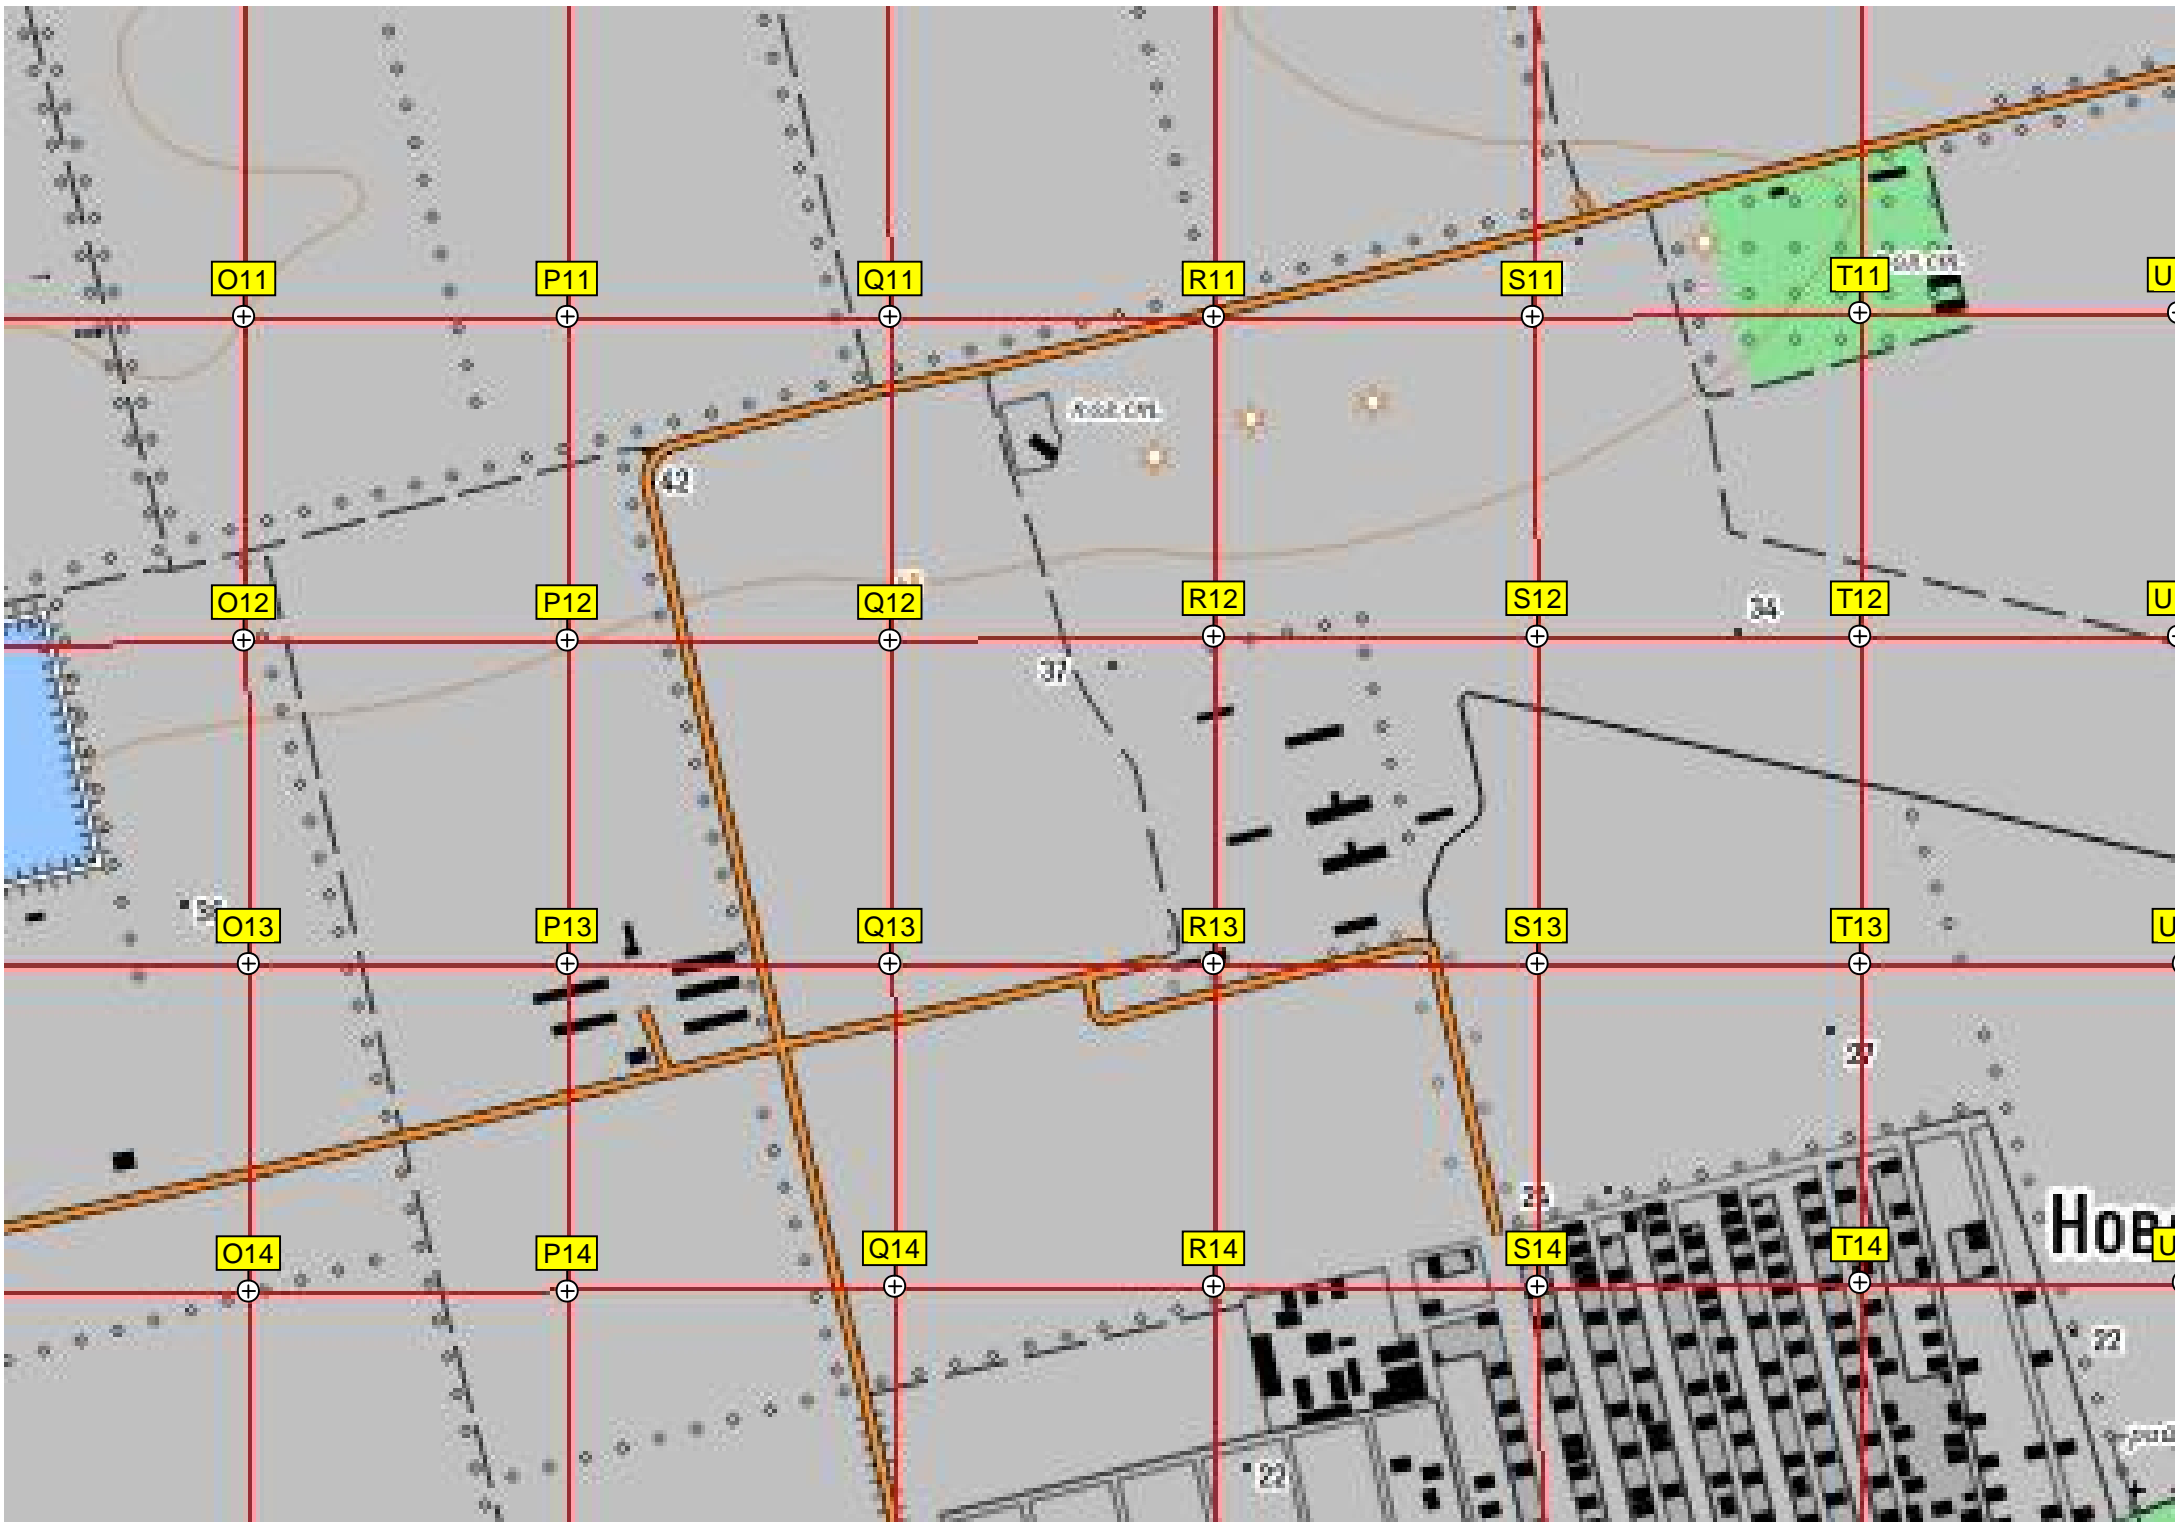 O11 P11 Q11 R11 S11 T11 U
42
O12 P12 Q12 R12 S12 T12 U
34
37
O13 P13 Q13 R13 S13 T13 U
27
Нов
O14 P14 Q14 R14 S14 T14 U
22
22